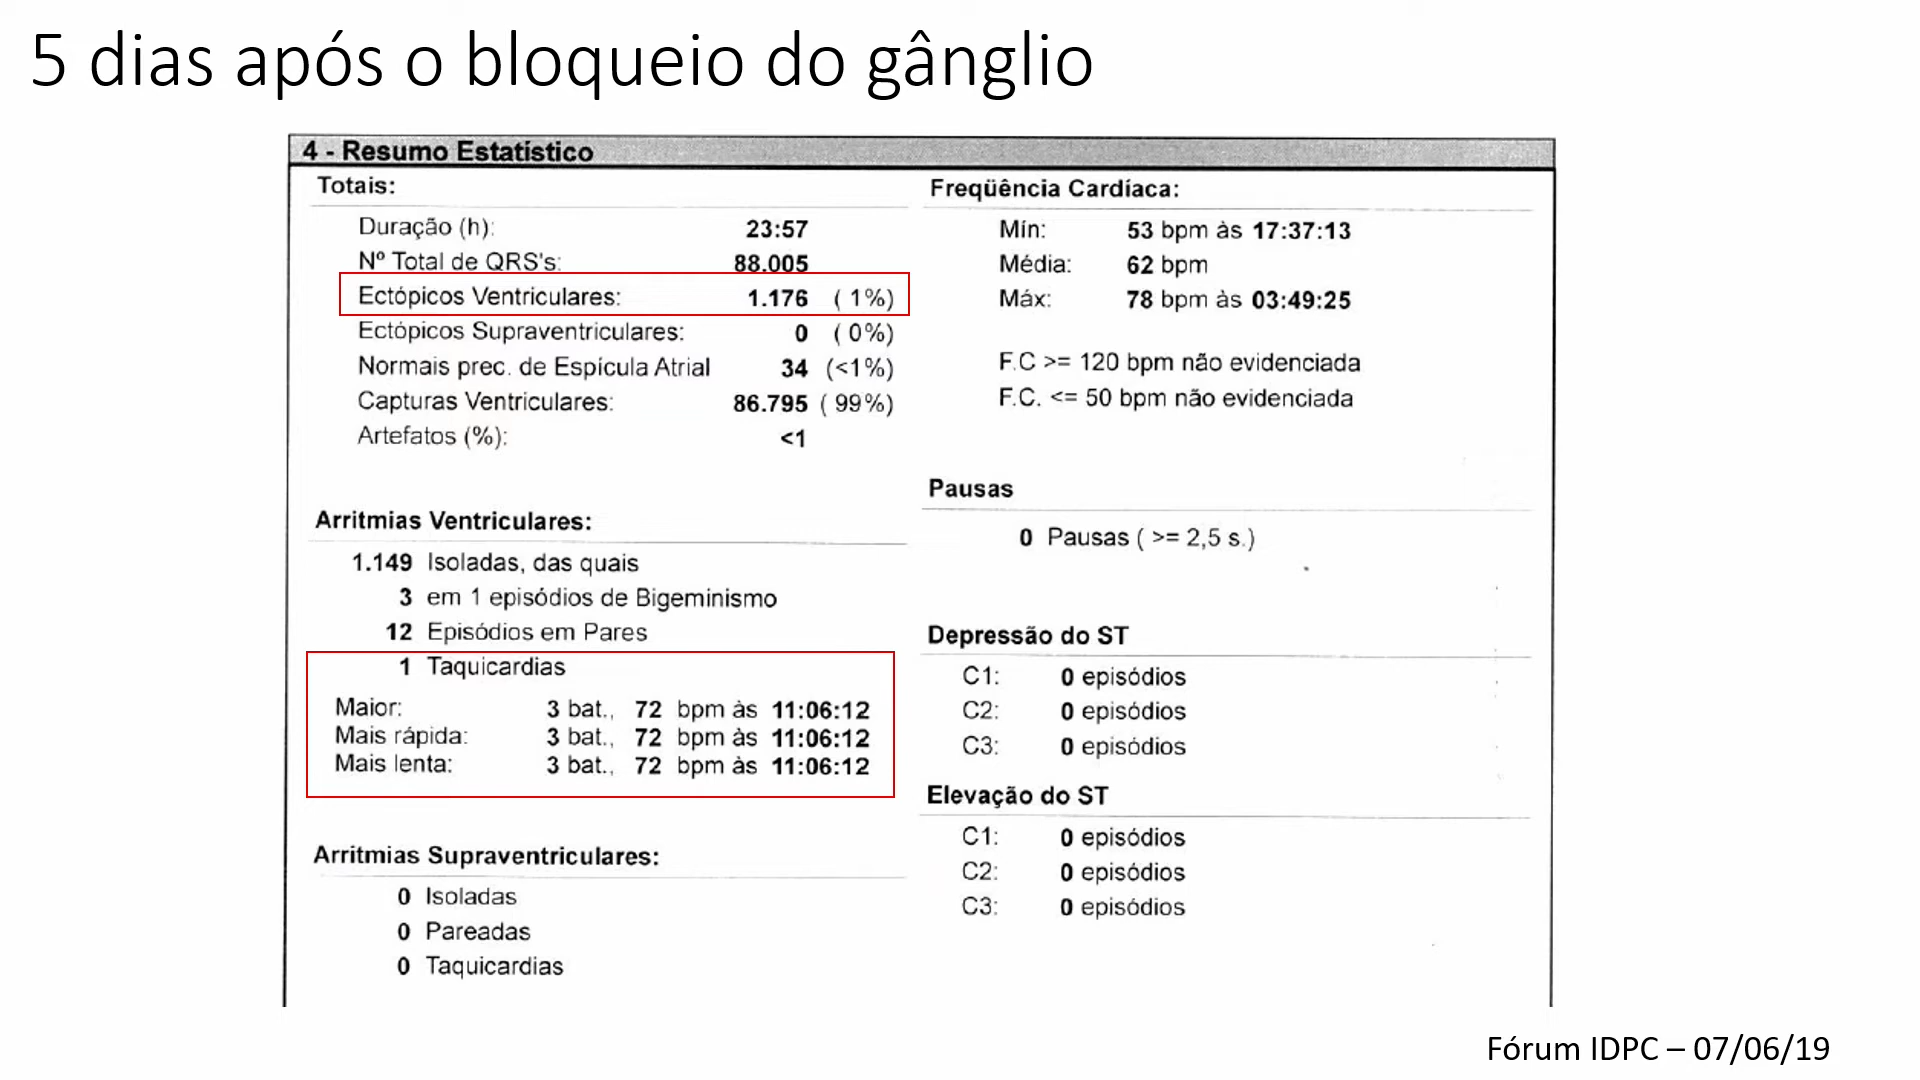 5 dias após o bloqueio do gânglio
4 - Resumo Estatístico
Totais:
Duração (h): 23:57
Nº Total de QRS's: 88.005
Ectópicos Ventriculares: 1.176 ( 1%)
Ectópicos Supraventriculares: 0 ( 0%)
Normais prec. de Espícula Atrial 34 (<1%)
Capturas Ventriculares: 86.795 ( 99%)
Artefatos (%): <1
Arritmias Ventriculares:
1.149 Isoladas, das quais
3 em 1 episódios de Bigeminismo
12 Episódios em Pares
1 Taquicardias
Maior: 3 bat., 72 bpm às 11:06:12
Mais rápida: 3 bat., 72 bpm às 11:06:12
Mais lenta: 3 bat., 72 bpm às 11:06:12
Arritmias Supraventriculares:
0 Isoladas
0 Pareadas
0 Taquicardias
Freqüência Cardíaca:
Mín: 53 bpm às 17:37:13
Média: 62 bpm
Máx: 78 bpm às 03:49:25
F.C >= 120 bpm não evidenciada
F.C. <= 50 bpm não evidenciada
Pausas
0 Pausas ( >= 2,5 s.)
Depressão do ST
C1: 0 episódios
C2: 0 episódios
C3: 0 episódios
Elevação do ST
C1: 0 episódios
C2: 0 episódios
C3: 0 episódios
Fórum IDPC – 07/06/19